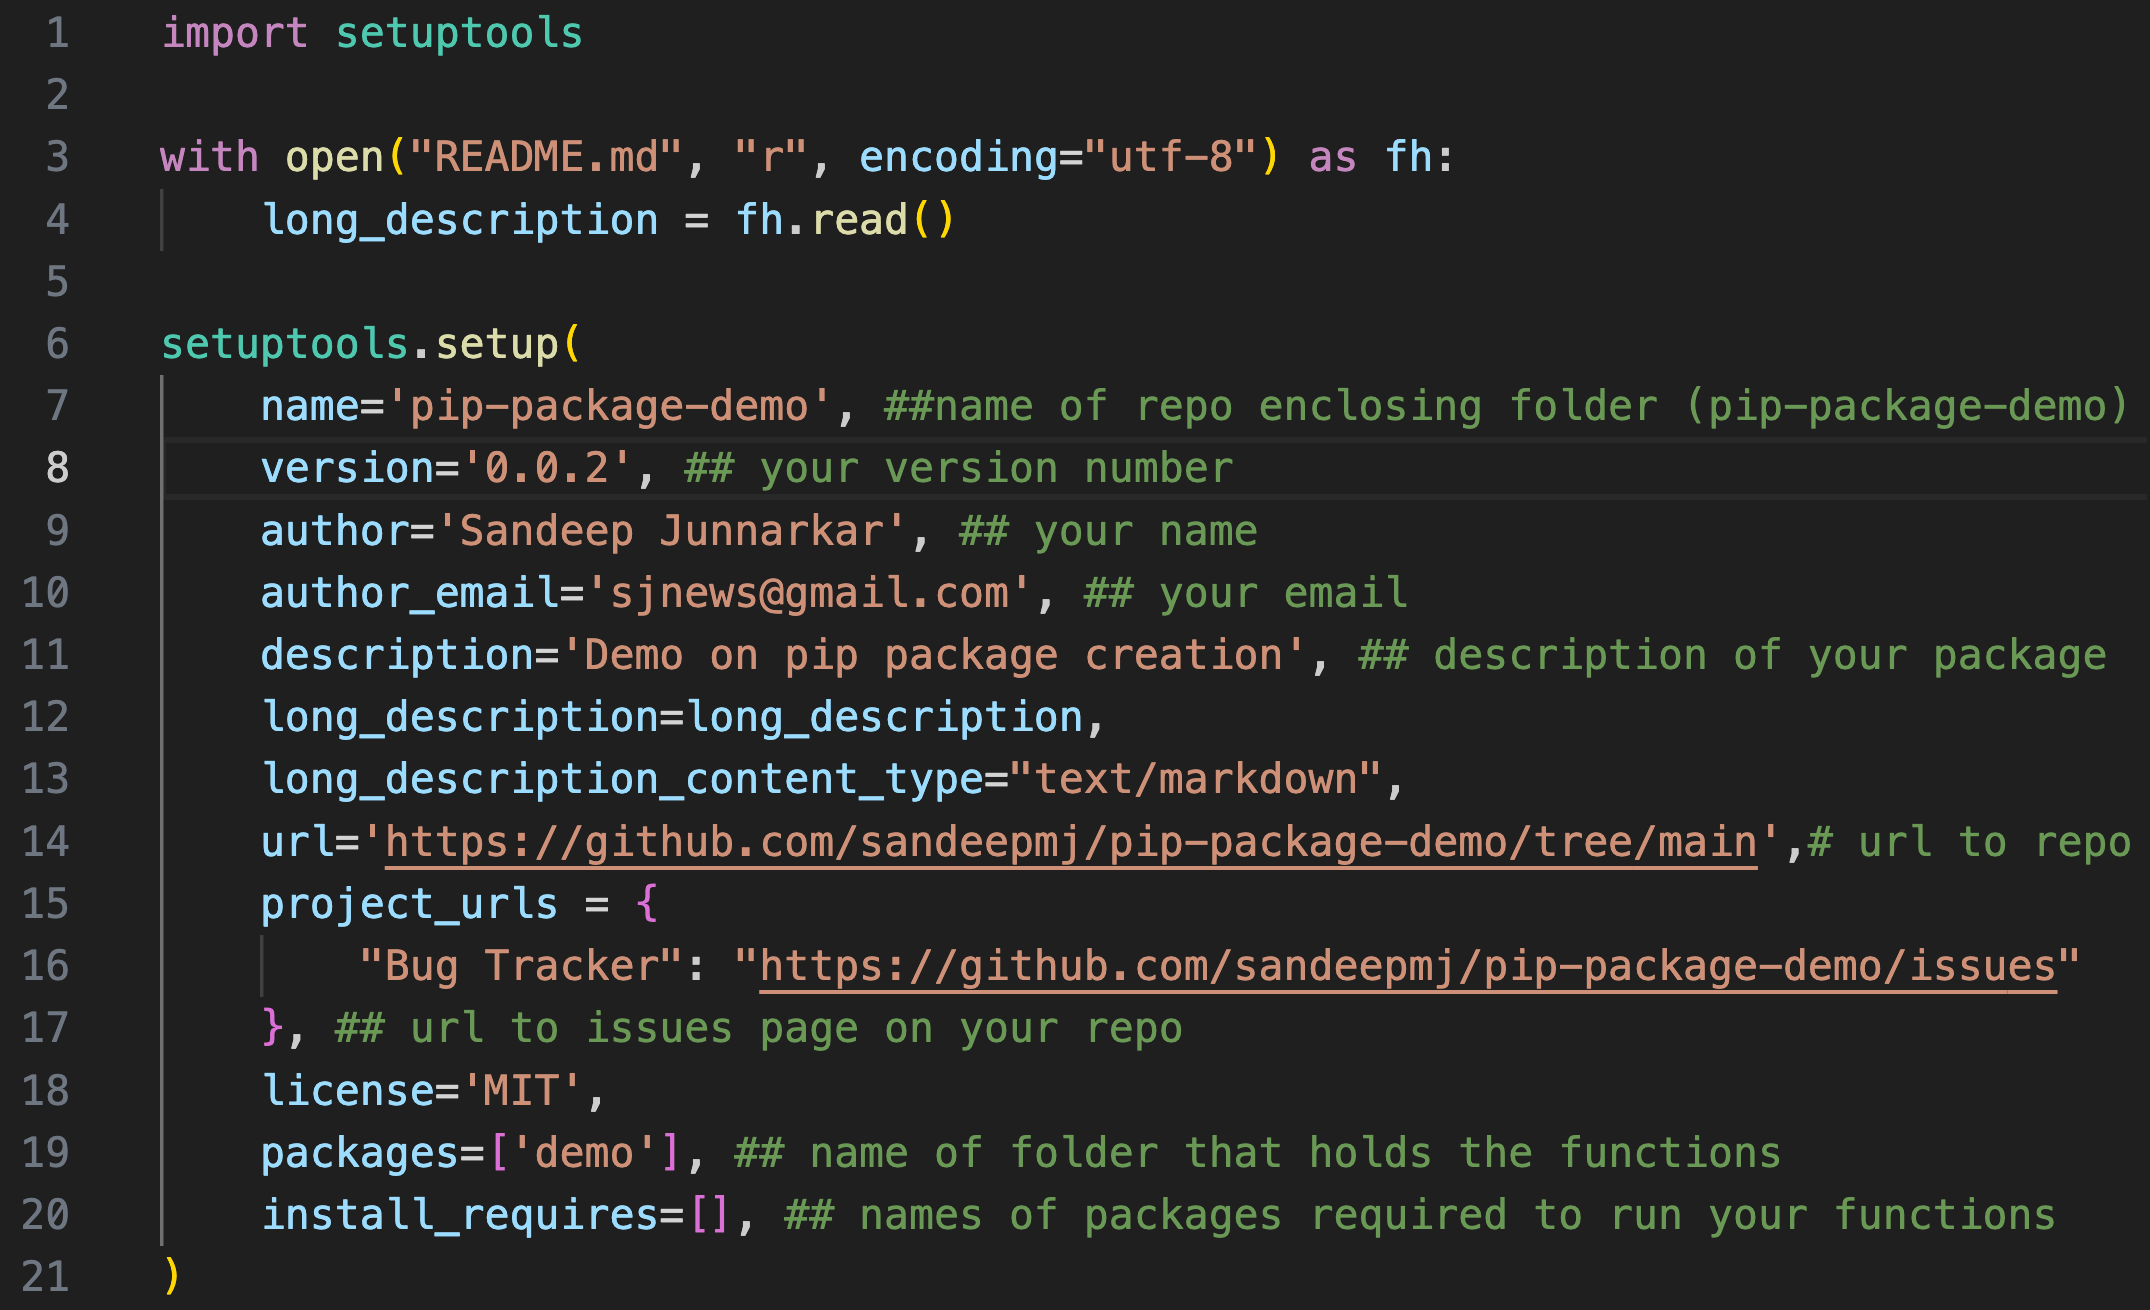 1 import setuptools
2
3 with open("README.md", "r", encoding="utf-8") as fh:
4     long_description = fh.read()
5
6 setuptools.setup(
7     name='pip-package-demo', ##name of repo enclosing folder (pip-package-demo)
8     version='0.0.2', ## your version number
9     author='Sandeep Junnarkar', ## your name
10     author_email='sjnews@gmail.com', ## your email
11     description='Demo on pip package creation', ## description of your package
12     long_description=long_description,
13     long_description_content_type="text/markdown",
14     url='https://github.com/sandeepmj/pip-package-demo/tree/main',# url to repo
15     project_urls = {
16         "Bug Tracker": "https://github.com/sandeepmj/pip-package-demo/issues"
17     }, ## url to issues page on your repo
18     license='MIT',
19     packages=['demo'], ## name of folder that holds the functions
20     install_requires=[], ## names of packages required to run your functions
21 )